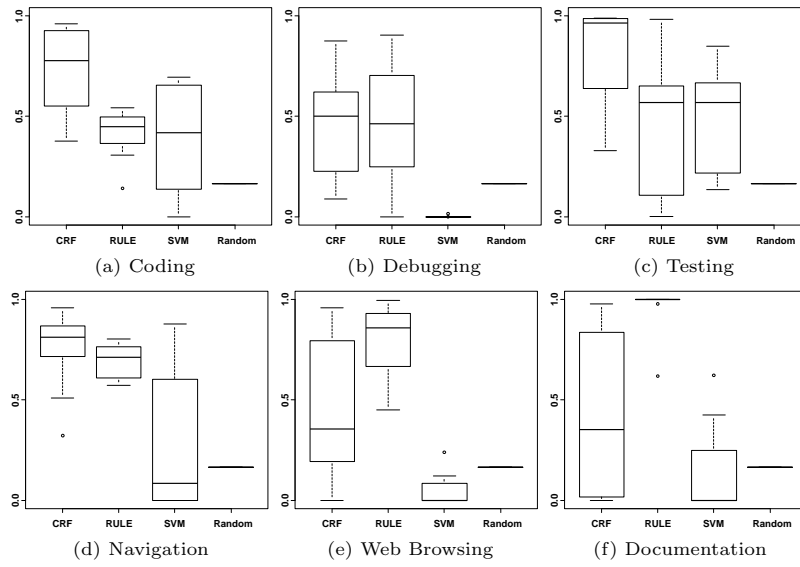 1.0
0.5
0.0
CRF RULE SVM Random
(a) Coding
1.0
0.5
0.0
CRF RULE SVM Random
(b) Debugging
1.0
0.5
0.0
CRF RULE SVM Random
(c) Testing
1.0
0.5
0.0
CRF RULE SVM Random
(d) Navigation
1.0
0.5
0.0
CRF RULE SVM Random
(e) Web Browsing
1.0
0.5
0.0
CRF RULE SVM Random
(f) Documentation